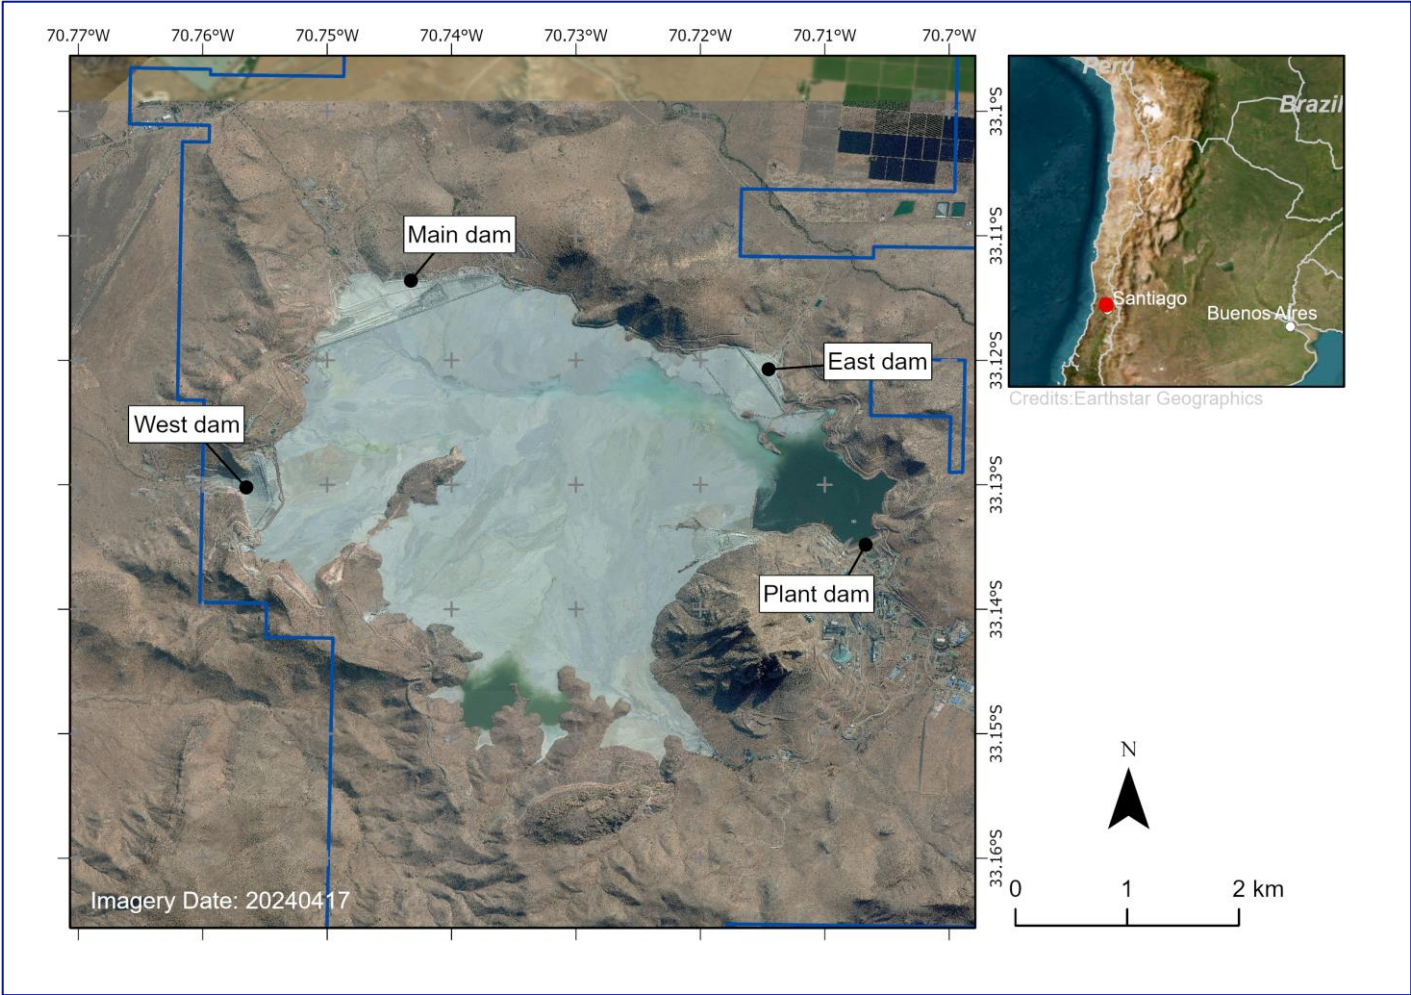 70.77°W 70.76°W 70.75°W 70.74°W 70.73°W 70.72°W 70.71°W 70.7°W
33.1°S
33.11°S
33.12°S
33.13°S
33.14°S
33.15°S
33.16°S
Main dam
East dam
West dam
Plant dam
Imagery Date: 20240417
Perú
Brazil
Chile
Santiago
Buenos Aires
Credits:Earthstar Geographics
N
0 1 2 km